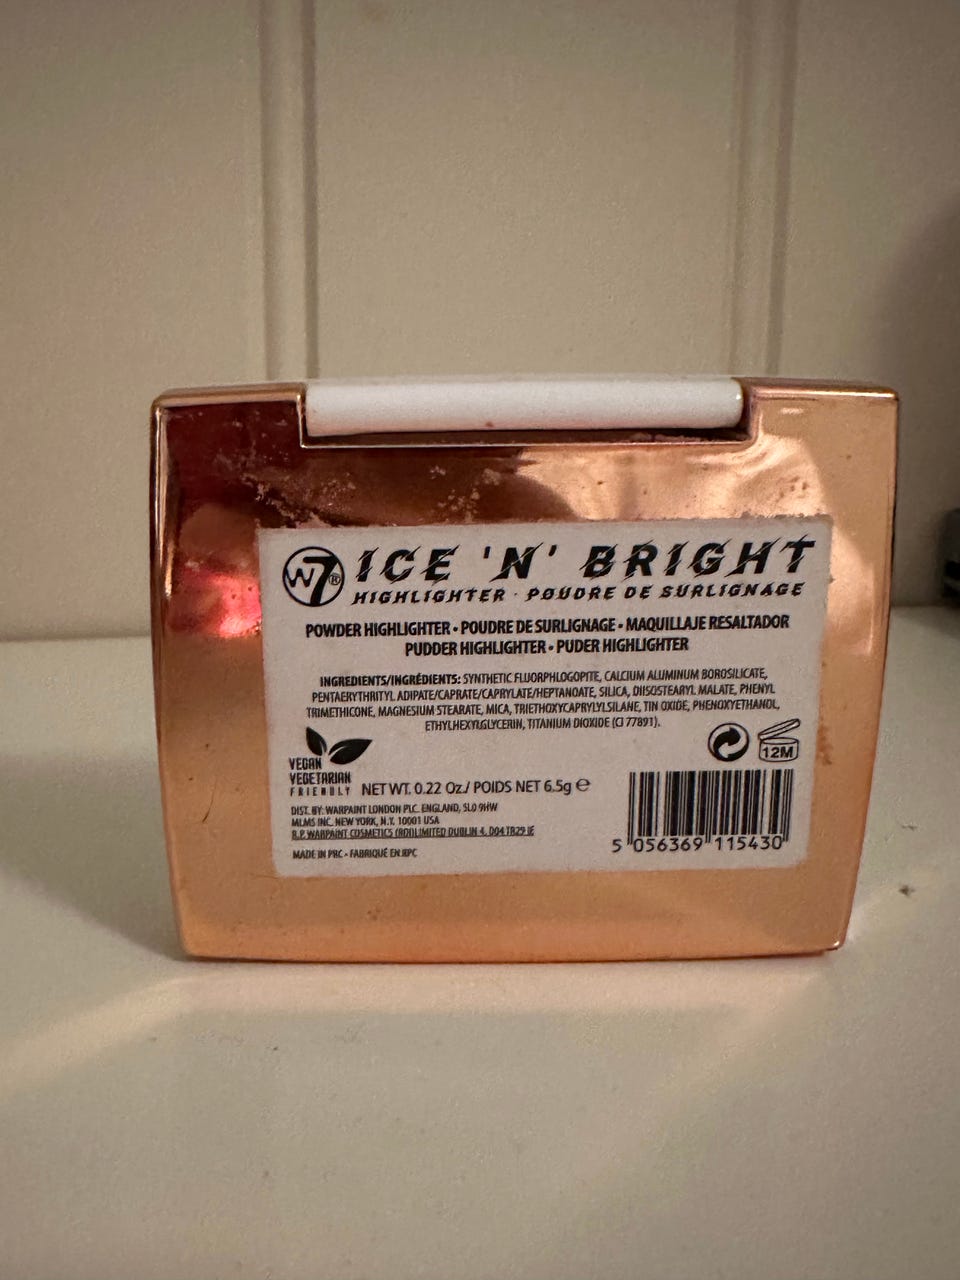 W7® ICE 'N' BRIGHT
HIGHLIGHTER · POUDRE DE SURLIGNAGE
POWDER HIGHLIGHTER • POUDRE DE SURLIGNAGE • MAQUILLAJE RESALTADOR
PUDDER HIGHLIGHTER • PUDER HIGHLIGHTER
INGREDIENTS/INGRÉDIENTS: SYNTHETIC FLUORPHLOGOPITE, CALCIUM ALUMINUM BOROSILICATE,
PENTAERYTHRITYL ADIPATE/CAPRATE/CAPRYLATE/HEPTANOATE, SILICA, DIISOSTEARYL MALATE, PHENYL
TRIMETHICONE, MAGNESIUM STEARATE, MICA, TRIETHOXYCAPRYLYLSILANE, TIN OXIDE, PHENOXYETHANOL,
ETHYLHEXYLGLYCERIN, TITANIUM DIOXIDE (CI 77891).
12M
VEGAN
VEGETARIAN
FRIENDLY
NET WT. 0.22 Oz./ POIDS NET 6.5g ℮
DIST. BY: WARPAINT LONDON PLC. ENGLAND, SL0 9HW
MLMS INC. NEW YORK, N.Y. 10001 USA
R.P. WARPAINT COSMETICS (ROI) LIMITED DUBLIN 4, D04 TR29 IE
MADE IN PRC • FABRIQUÉ EN RPC
5 056369 115430